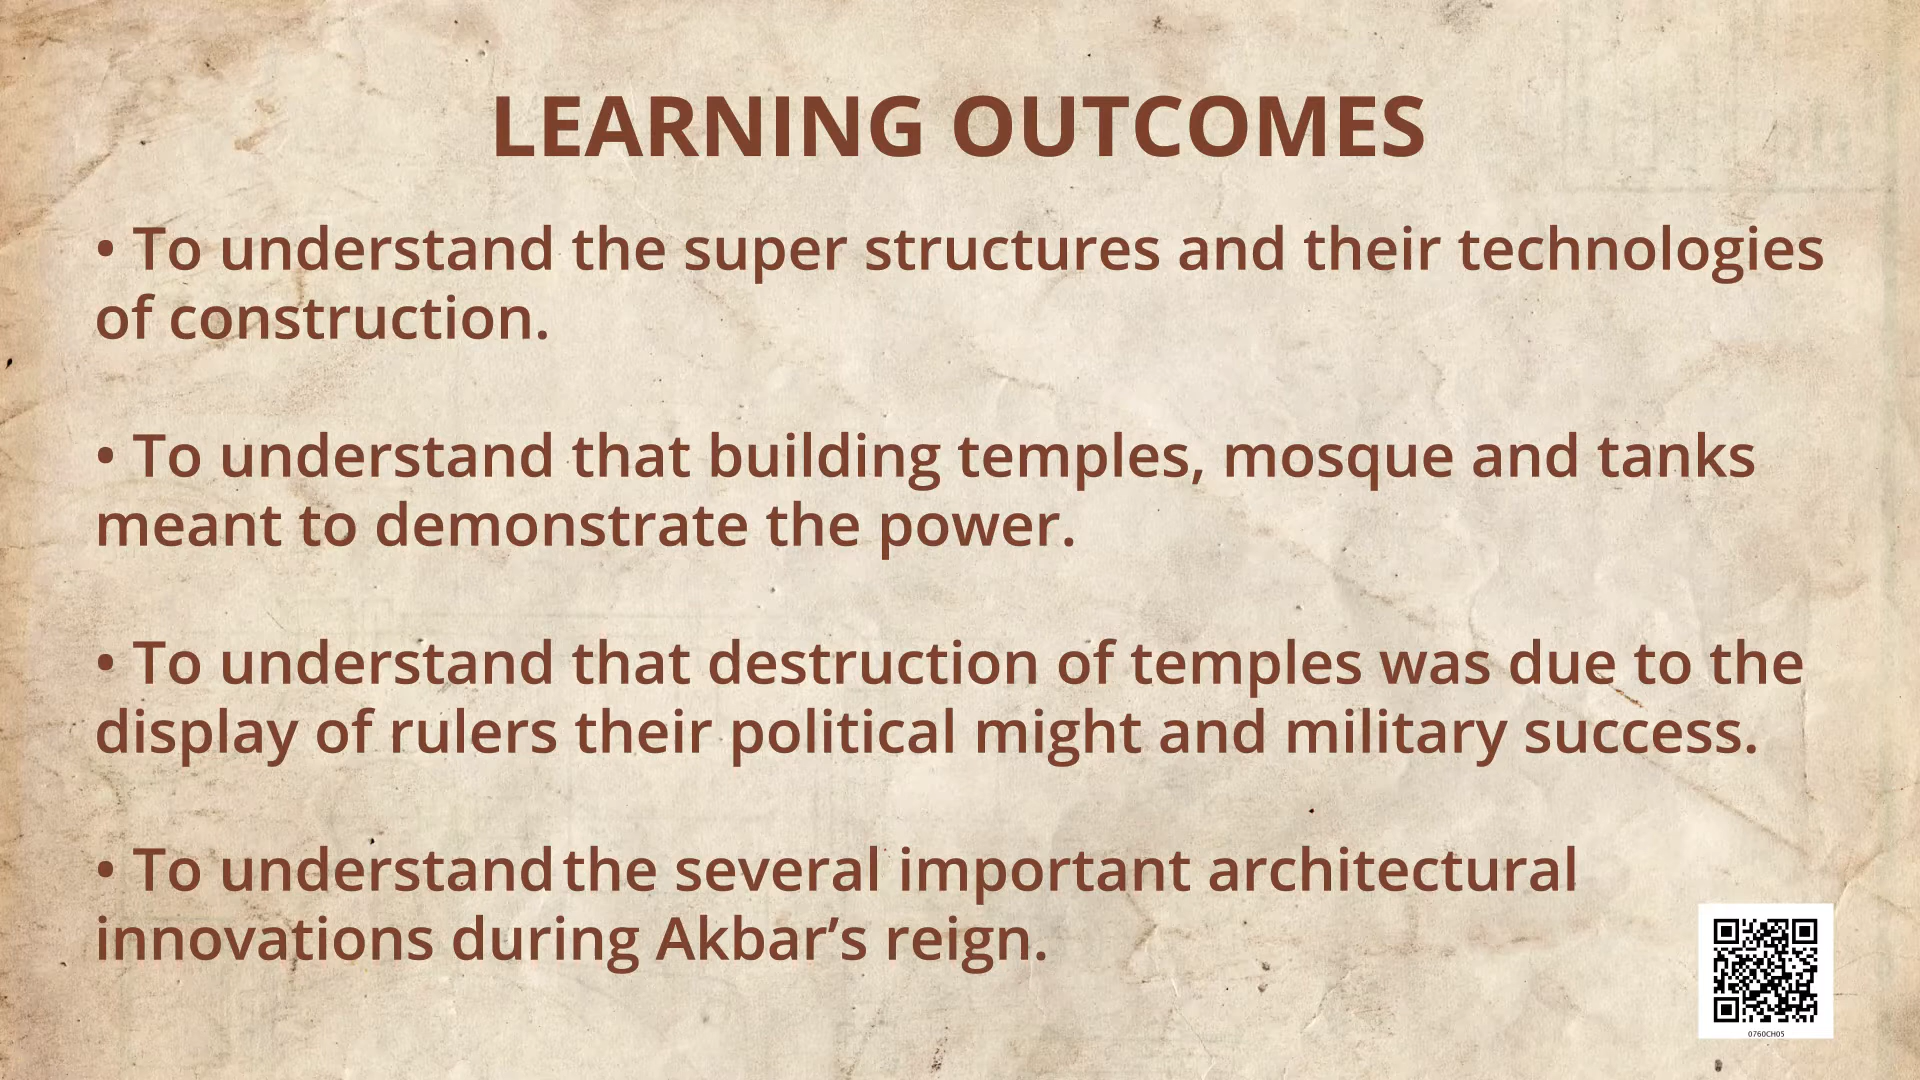 LEARNING OUTCOMES
• To understand the super structures and their technologies
of construction.
• To understand that building temples, mosque and tanks
meant to demonstrate the power.
• To understand that destruction of temples was due to the
display of rulers their political might and military success.
• To understand the several important architectural
innovations during Akbar’s reign.
0760CH05